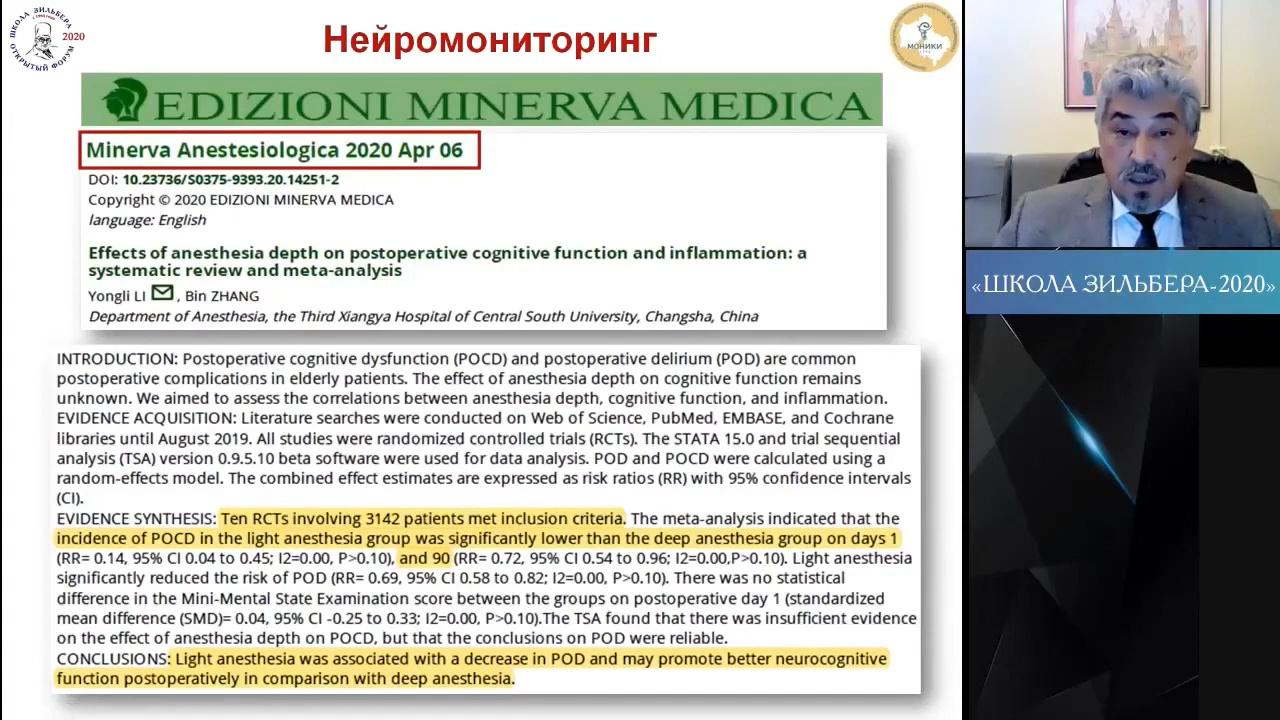 ШКОЛА ЗИЛЬБЕРА
ОТКРЫТЫЙ ФОРУМ
2020
Нейромониторинг
МОНИКИ
EDIZIONI MINERVA MEDICA
Minerva Anestesiologica 2020 Apr 06
DOI: 10.23736/S0375-9393.20.14251-2
Copyright © 2020 EDIZIONI MINERVA MEDICA
language: English
Effects of anesthesia depth on postoperative cognitive function and inflammation: a
systematic review and meta-analysis
Yongli LI , Bin ZHANG
Department of Anesthesia, the Third Xiangya Hospital of Central South University, Changsha, China
INTRODUCTION: Postoperative cognitive dysfunction (POCD) and postoperative delirium (POD) are common
postoperative complications in elderly patients. The effect of anesthesia depth on cognitive function remains
unknown. We aimed to assess the correlations between anesthesia depth, cognitive function, and inflammation.
EVIDENCE ACQUISITION: Literature searches were conducted on Web of Science, PubMed, EMBASE, and Cochrane
libraries until August 2019. All studies were randomized controlled trials (RCTs). The STATA 15.0 and trial sequential
analysis (TSA) version 0.9.5.10 beta software were used for data analysis. POD and POCD were calculated using a
random-effects model. The combined effect estimates are expressed as risk ratios (RR) with 95% confidence intervals
(CI).
EVIDENCE SYNTHESIS: Ten RCTs involving 3142 patients met inclusion criteria. The meta-analysis indicated that the
incidence of POCD in the light anesthesia group was significantly lower than the deep anesthesia group on days 1
(RR= 0.14, 95% CI 0.04 to 0.45; I2=0.00, P>0.10), and 90 (RR= 0.72, 95% CI 0.54 to 0.96; I2=0.00,P>0.10). Light anesthesia
significantly reduced the risk of POD (RR= 0.69, 95% CI 0.58 to 0.82; I2=0.00, P>0.10). There was no statistical
difference in the Mini-Mental State Examination score between the groups on postoperative day 1 (standardized
mean difference (SMD)= 0.04, 95% CI -0.25 to 0.33; I2=0.00, P>0.10).The TSA found that there was insufficient evidence
on the effect of anesthesia depth on POCD, but that the conclusions on POD were reliable.
CONCLUSIONS: Light anesthesia was associated with a decrease in POD and may promote better neurocognitive
function postoperatively in comparison with deep anesthesia.
«ШКОЛА ЗИЛЬБЕРА-2020»